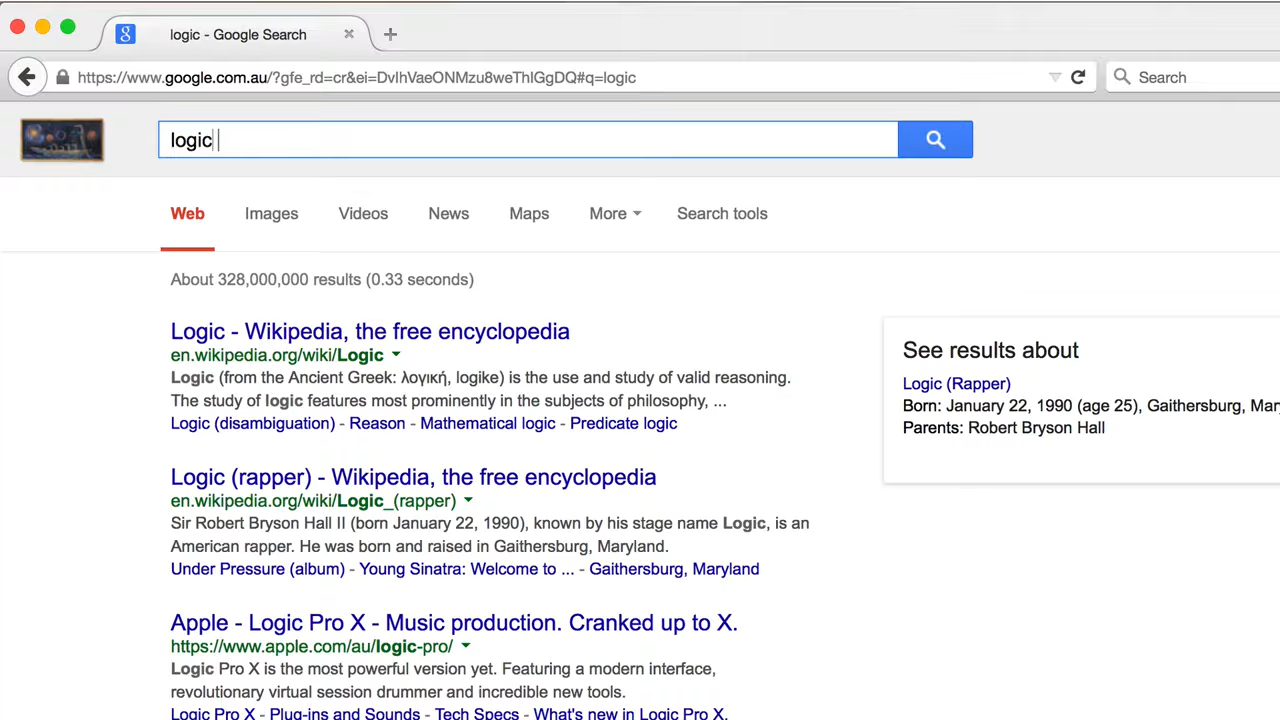 logic - Google Search
https://www.google.com.au/?gfe_rd=cr&ei=DvIhVaeONMzu8weThIGgDQ#q=logic
Search
logic
Web Images Videos News Maps More Search tools
About 328,000,000 results (0.33 seconds)
Logic - Wikipedia, the free encyclopedia
en.wikipedia.org/wiki/Logic
Logic (from the Ancient Greek: λογική, logike) is the use and study of valid reasoning.
The study of logic features most prominently in the subjects of philosophy, ...
Logic (disambiguation) - Reason - Mathematical logic - Predicate logic
Logic (rapper) - Wikipedia, the free encyclopedia
en.wikipedia.org/wiki/Logic_(rapper)
Sir Robert Bryson Hall II (born January 22, 1990), known by his stage name Logic, is an
American rapper. He was born and raised in Gaithersburg, Maryland.
Under Pressure (album) - Young Sinatra: Welcome to ... - Gaithersburg, Maryland
Apple - Logic Pro X - Music production. Cranked up to X.
https://www.apple.com/au/logic-pro/
Logic Pro X is the most powerful version yet. Featuring a modern interface,
revolutionary virtual session drummer and incredible new tools.
Logic Pro X - Plug-ins and Sounds - Tech Specs - What's new in Logic Pro X.
See results about
Logic (Rapper)
Born: January 22, 1990 (age 25), Gaithersburg, Mary
Parents: Robert Bryson Hall